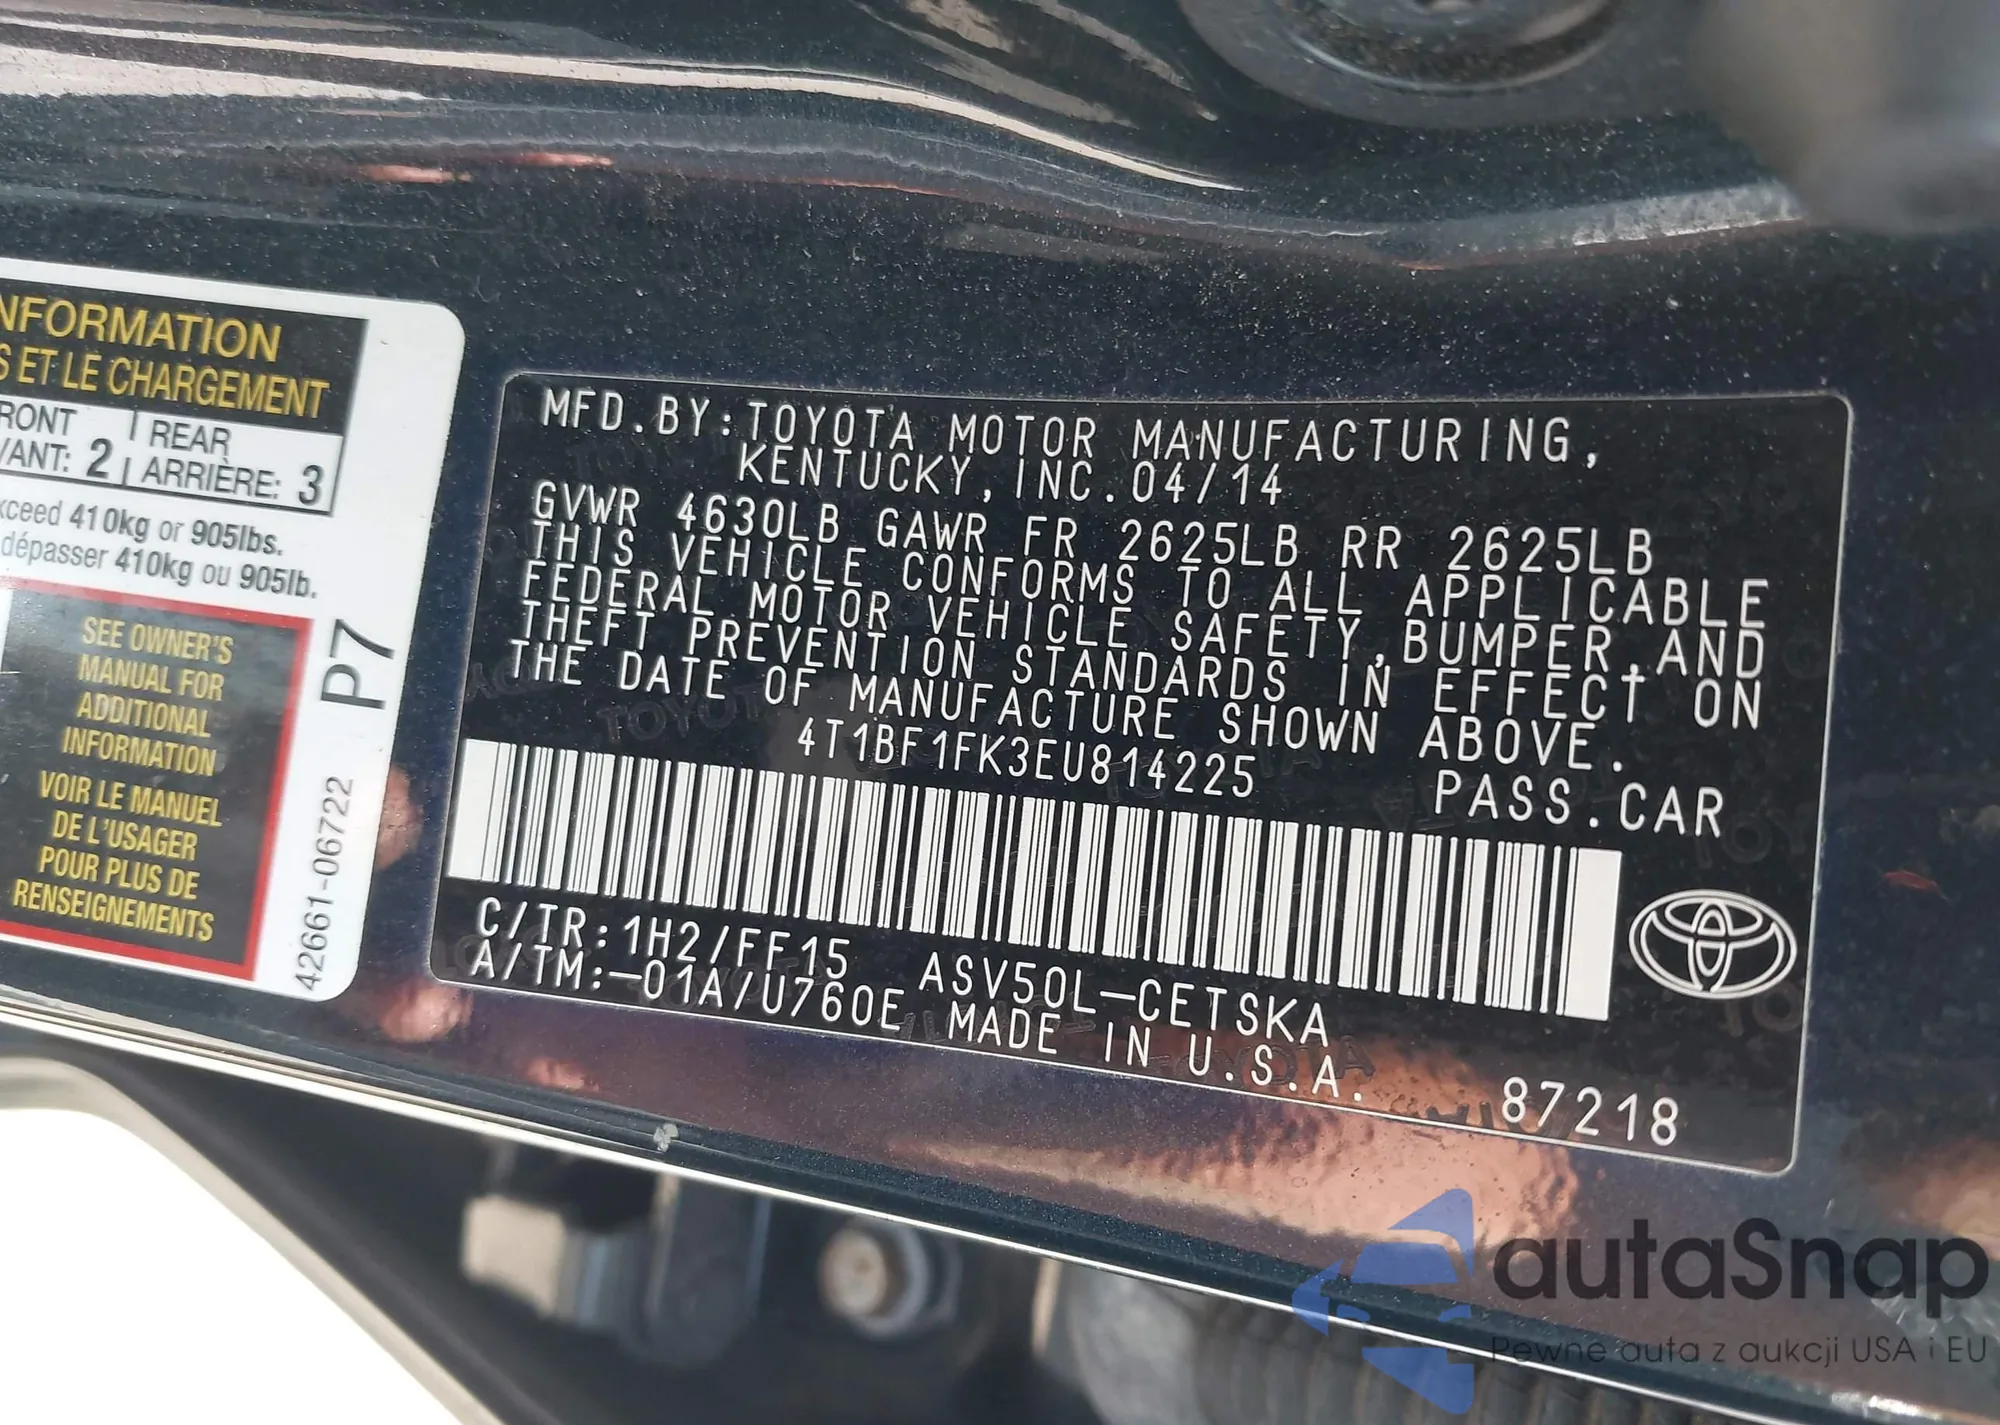 NFORMATION
S ET LE CHARGEMENT
RONT | REAR
VANT: 2 | ARRIÈRE: 3
xceed 410kg or 905lbs.
dépasser 410kg ou 905lb.
SEE OWNER'S
MANUAL FOR
ADDITIONAL
INFORMATION
VOIR LE MANUEL
DE L'USAGER
POUR PLUS DE
RENSEIGNEMENTS
P7
42661-06722
MFD.BY:TOYOTA MOTOR MANUFACTURING,
KENTUCKY,INC.04/14
GVWR 4630LB GAWR FR 2625LB RR 2625LB
THIS VEHICLE CONFORMS TO ALL APPLICABLE
FEDERAL MOTOR VEHICLE SAFETY,BUMPER,AND
THEFT PREVENTION STANDARDS IN EFFECT ON
THE DATE OF MANUFACTURE SHOWN ABOVE.
4T1BF1FK3EU814225
PASS.CAR
C/TR:1H2/FF15 ASV50L-CETSKA
A/TM:-01A/U760E MADE IN U.S.A.
87218
autaSnap
Pewne auta z aukcji USA i EU